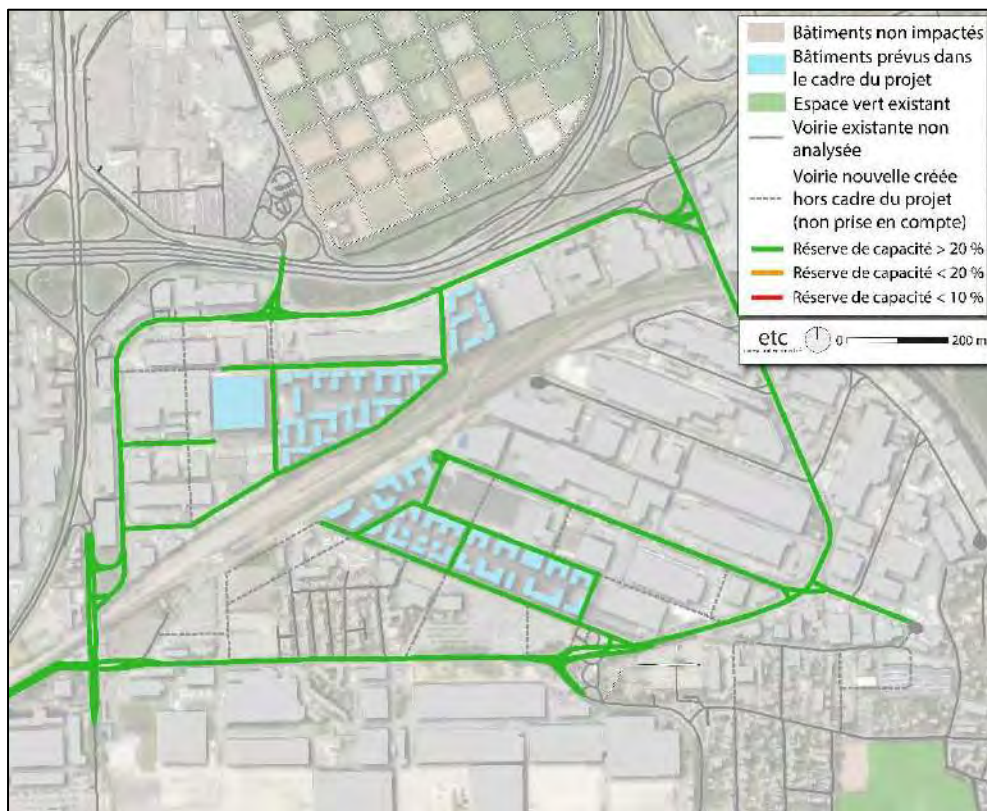 Bâtiments non impactés
Bâtiments prévus dans
le cadre du projet
Espace vert existant
Voirie existante non
analysée
Voirie nouvelle créée
hors cadre du projet
(non prise en compte)
Réserve de capacité > 20 %
Réserve de capacité < 20 %
Réserve de capacité < 10 %
etc
0 200 m